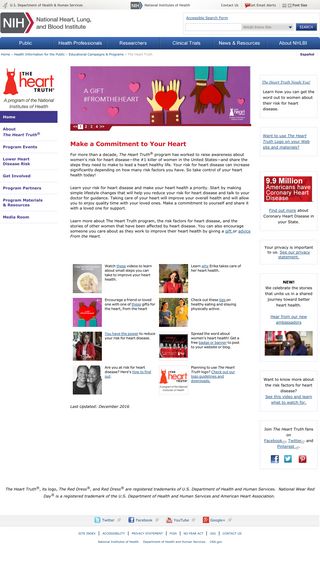 U.S. Department of Health & Human Services
National Institutes of Health
Contact Us
Get Email Alerts
Font Size
NIH
National Heart, Lung,
and Blood Institute
Accessible Search Form
Public
Health Professionals
Researchers
Clinical Trials
News & Resources
About NHLBI
Home » Health Information for the Public » Educational Campaigns & Programs » The Heart Truth
Español
THE
heart
TRUTH®
A program of the National
Institutes of Health
Home
About
The Heart Truth®
Program Events
Lower Heart
Disease Risk
Get Involved
Program Partners
Program Materials
& Resources
Media Room
A GIFT
#FROMTHEHEART
THE
heart
TRUTH
1 2 3 4
Make a Commitment to Your Heart
For more than a decade, The Heart Truth® program has worked to raise awareness about
women's risk for heart disease—the #1 killer of women in the United States—and share the
steps they need to make to lead a heart healthy life. Your risk for heart disease can increase
significantly depending on how many risk factors you have. So take control of your heart
health today!
Learn your risk for heart disease and make your heart health a priority. Start by making
simple lifestyle changes that will help you reduce your risk for heart disease and talk to your
doctor for guidance. Taking care of your heart will improve your overall health and will allow
you to enjoy quality time with your loved ones. Make a commitment to yourself and share it
with a loved one for support.
Learn more about The Heart Truth program, the risk factors for heart disease, and the
stories of other women that have been affected by heart disease. You can also encourage
someone you care about as they work to improve their heart health by giving a gift or advice
From the Heart.
Watch these videos to learn
about small steps you can
take to improve your heart
health.
Learn why Erika takes care of
her heart.
Encourage a friend or loved
one with one of these gifts for
the heart, from the heart
Check out these tips on
healthy eating and staying
physically active.
You have the power to reduce
your risk for heart disease.
Spread the word about
women's heart health! Get a
free badge or banner to post
to your website or blog.
Are you at risk for heart
disease? Here's how to find
out.
THE
heart
TRUTH
Planning to use The Heart
Truth logo? Check out our
logo guidelines and
downloads.
Last Updated: December 2016
The Heart Truth Needs You!
Learn how you can get the
word out to women about
their risk for heart
disease.
Want to use The Heart
Truth Logo on your Web
site and materials?
9.9 Million
Americans have
Coronary
Heart Disease
Find out more about
Coronary Heart Disease in
your State.
Your privacy is important
to us. See our privacy
statement.
NEW!
We celebrate the stories
that unites us in a shared
journey toward better
heart health.
Hear from our new
ambassadors
Want to know more about
the risk factors for heart
disease?
See this video and learn
what to watch for.
Join The Heart Truth fans
on
Facebook, Twitter and
Pinterest
The Heart Truth®, its logo, The Red Dress®, and Red Dress® are registered trademarks of U.S. Department of Health and Human Services. National Wear Red
Day® is a registered trademark of the U.S. Department of Health and Human Services and American Heart Association.
Twitter
Facebook
YouTube
Google+
SITE INDEX | ACCESSIBILITY | PRIVACY STATEMENT | FOIA | NO FEAR ACT | OIG | CONTACT US
National Institutes of Health
Department of Health and Human Services
USA.gov